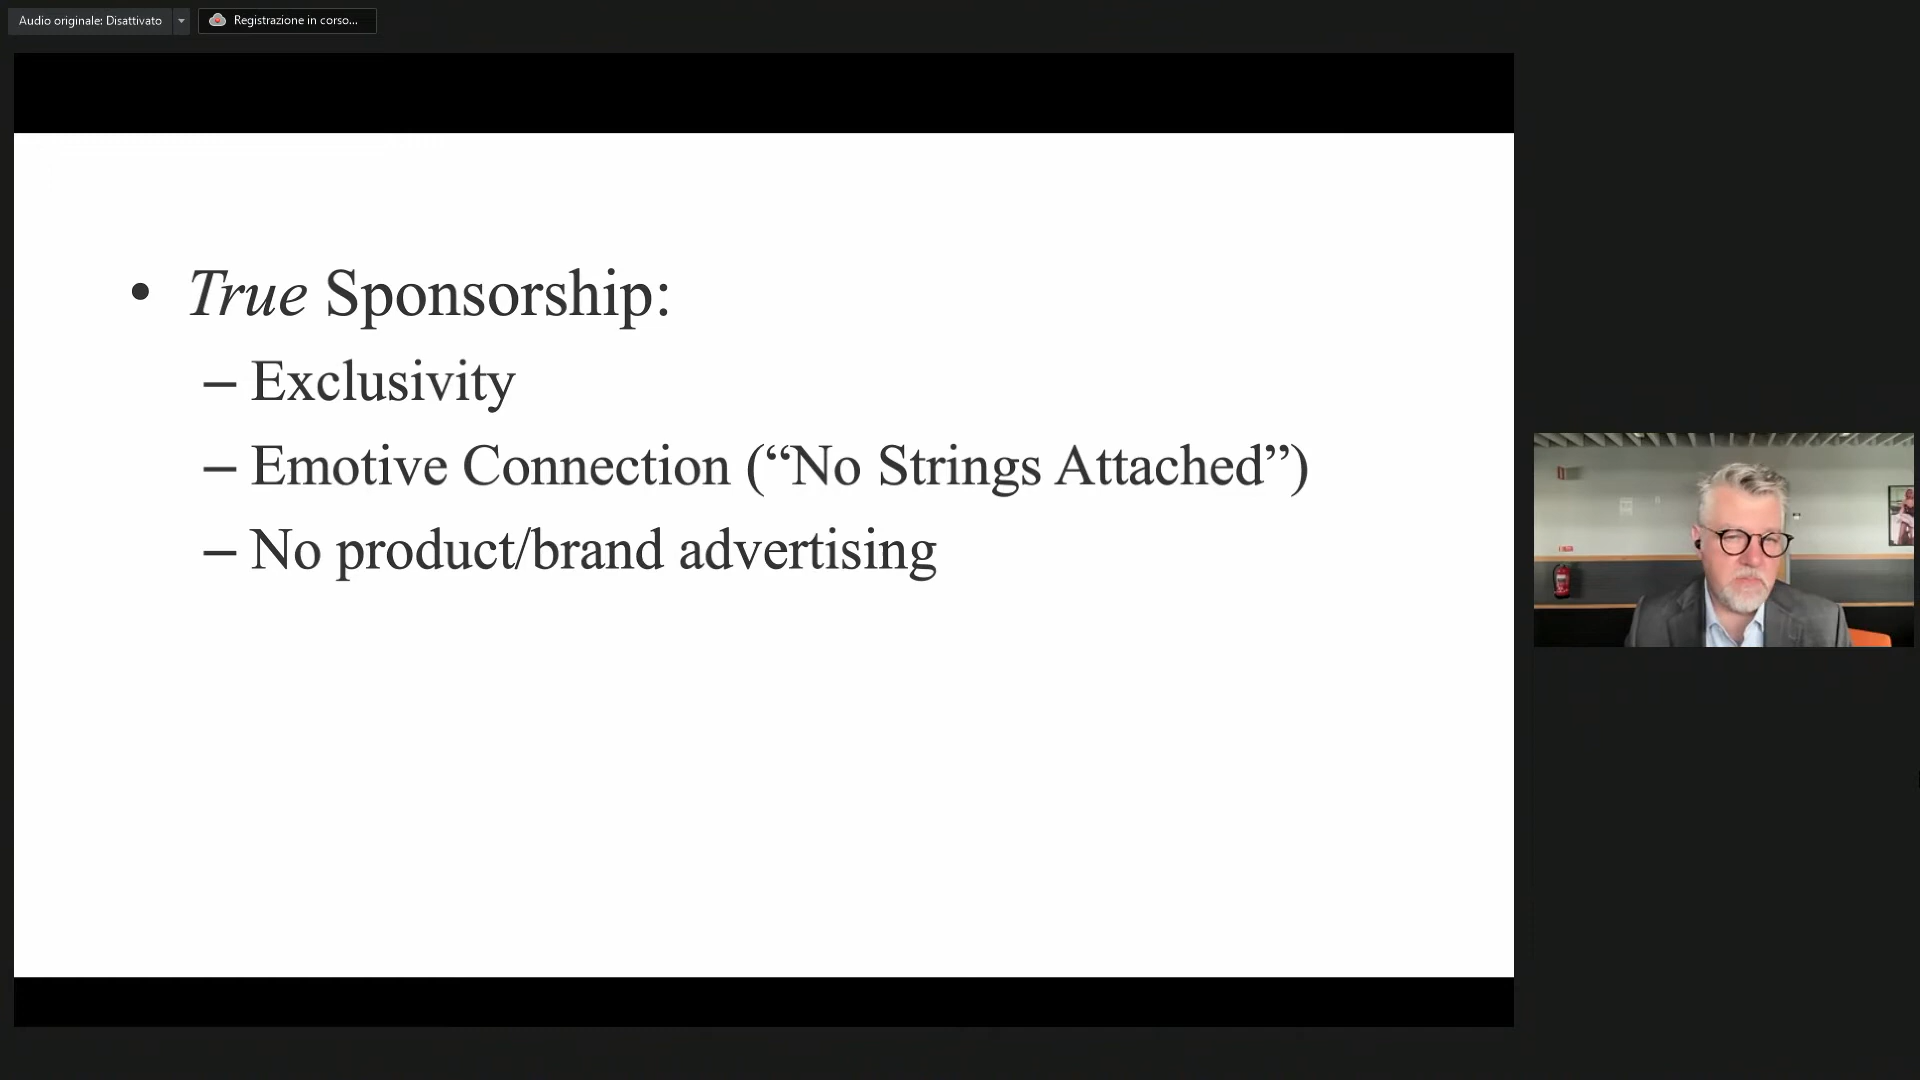 Audio originale: Disattivato
Registrazione in corso...
• True Sponsorship:
– Exclusivity
– Emotive Connection (“No Strings Attached”)
– No product/brand advertising